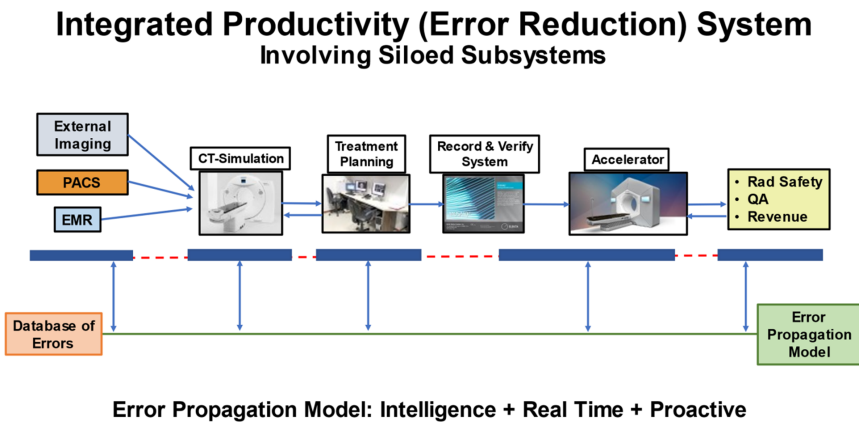 Integrated Productivity (Error Reduction) System
Involving Siloed Subsystems
External
Imaging
PACS
EMR
CT-Simulation
Treatment
Planning
Record & Verify
System
Accelerator
• Rad Safety
• QA
• Revenue
Database of
Errors
Error
Propagation
Model
Error Propagation Model: Intelligence + Real Time + Proactive